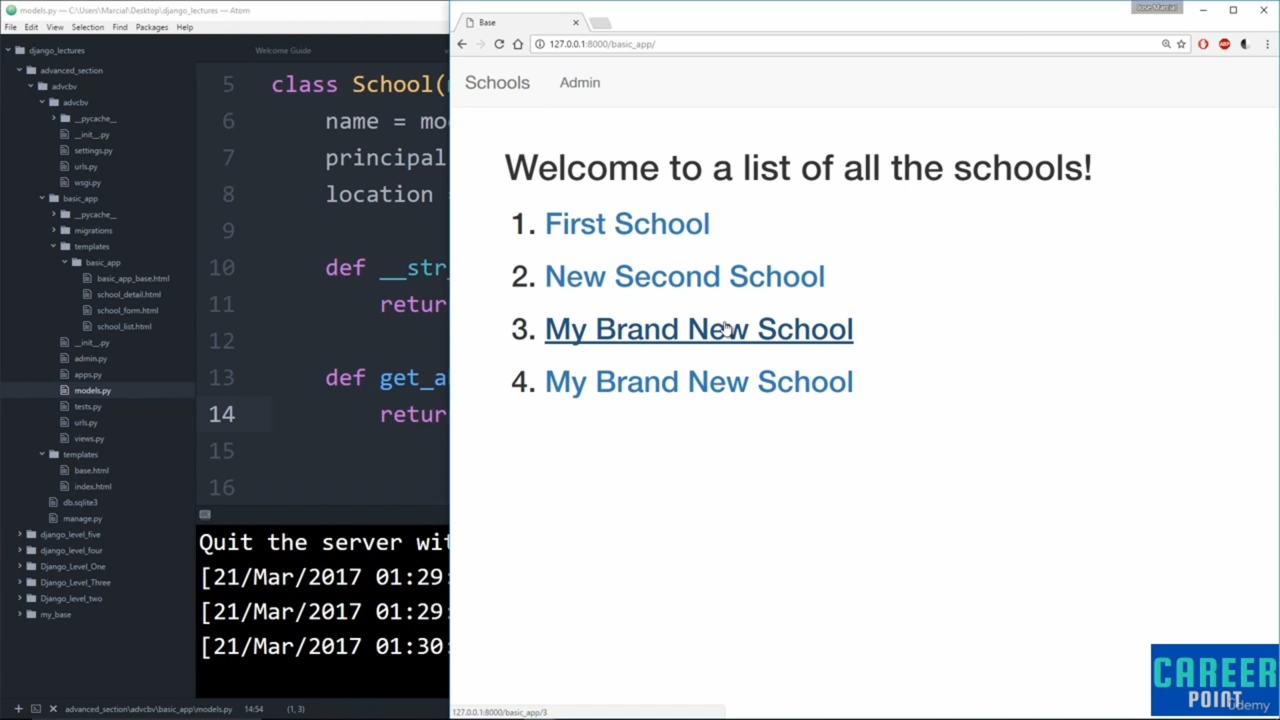 models.py — C:\Users\Marcial\Desktop\django_lectures — Atom
File Edit View Selection Find Packages Help
django_lectures
advanced_section
advcbv
advcbv
__pycache__
__init__.py
settings.py
urls.py
wsgi.py
basic_app
__pycache__
migrations
templates
basic_app
basic_app_base.html
school_detail.html
school_form.html
school_list.html
__init__.py
admin.py
apps.py
models.py
tests.py
urls.py
views.py
templates
base.html
index.html
db.sqlite3
manage.py
django_level_five
django_level_four
Django_Level_One
Django_Level_Three
Django_level_two
my_base
Welcome Guide
5 class School(
6 name = mo
7 principal
8 location
9
10 def __str_
11 retur
12
13 def get_a
14 retur
15
16
Quit the server wit
[21/Mar/2017 01:29:
[21/Mar/2017 01:29:
[21/Mar/2017 01:30:
advanced_section\advcbv\basic_app\models.py 14:54 (1, 3)
Jose Marcial
Base
127.0.0.1:8000/basic_app/
Schools Admin
Welcome to a list of all the schools!
1. First School
2. New Second School
3. My Brand New School
4. My Brand New School
127.0.0.1:8000/basic_app/3
CAREER
POINT
Udemy